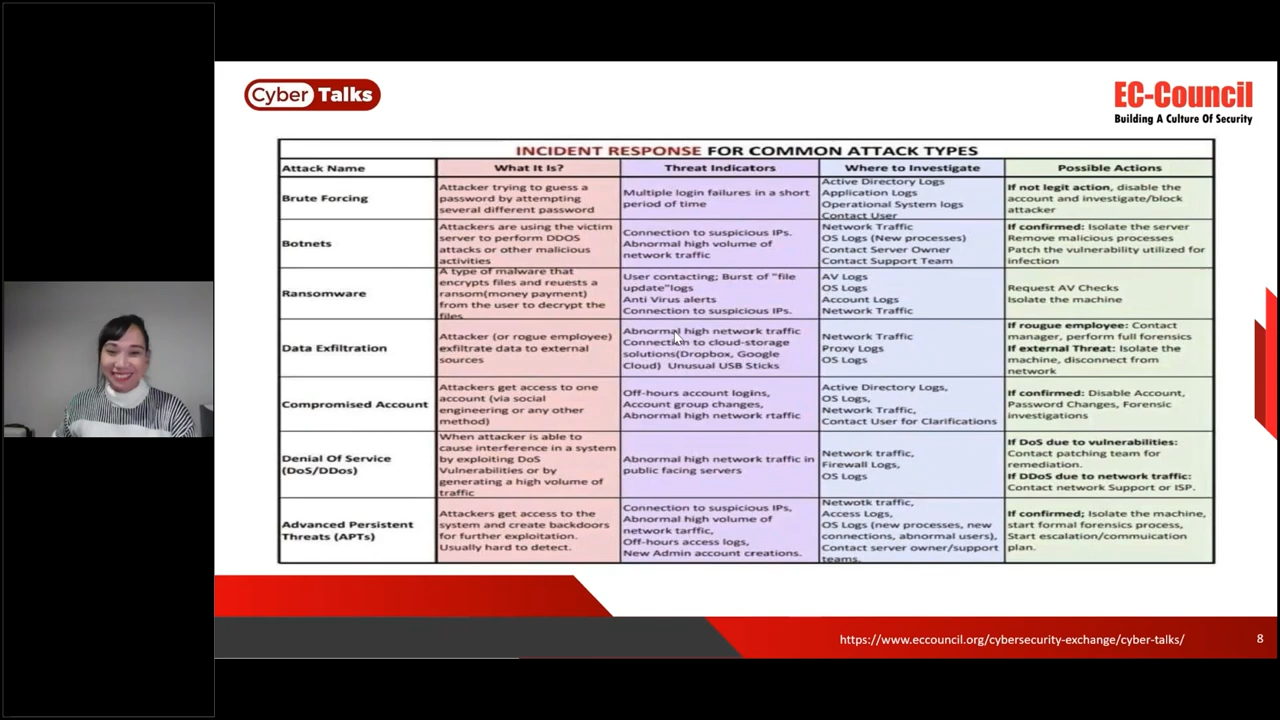 Cyber Talks
EC-Council
Building A Culture Of Security
INCIDENT RESPONSE FOR COMMON ATTACK TYPES
Attack Name
What It Is?
Threat Indicators
Where to Investigate
Possible Actions
Brute Forcing
Attacker trying to guess a
password by attempting
several different password
Multiple login failures in a short
period of time
Active Directory Logs
Application Logs
Operational System logs
Contact User
If not legit action, disable the
account and investigate/block
attacker
Botnets
Attackers are using the victim
server to perform DDOS
attacks or other malicious
activities
Connection to suspicious IPs.
Abnormal high volume of
network traffic
Network Traffic
OS Logs (New processes)
Contact Server Owner
Contact Support Team
If confirmed: Isolate the server
Remove malicious processes
Patch the vulnerability utilized for
infection
Ransomware
A type of malware that
encrypts files and reuests a
ransom(money payment)
from the user to decrypt the
files
User contacting; Burst of "file
update"logs
Anti Virus alerts
Connection to suspicious IPs.
AV Logs
OS Logs
Account Logs
Network Traffic
Request AV Checks
Isolate the machine
Data Exfiltration
Attacker (or rogue employee)
exfiltrate data to external
sources
Abnormal high network traffic
Connection to cloud-storage
solutions(Dropbox, Google
Cloud) Unusual USB Sticks
Network Traffic
Proxy Logs
OS Logs
If rougue employee: Contact
manager, perform full forensics
If external Threat: Isolate the
machine, disconnect from
network
Compromised Account
Attackers get access to one
account (via social
engineering or any other
method)
Off-hours account logins,
Account group changes,
Abnormal high network rtaffic
Active Directory Logs,
OS Logs,
Network Traffic,
Contact User for Clarifications
If confirmed: Disable Account,
Password Changes, Forensic
investigations
Denial Of Service
(DoS/DDos)
When attacker is able to
cause interference in a system
by exploiting DoS
Vulnerabilities or by
generating a high volume of
traffic
Abnormal high network traffic in
public facing servers
Network traffic,
Firewall Logs,
OS Logs
If DoS due to vulnerabilities:
Contact patching team for
remediation.
If DDoS due to network traffic:
Contact network Support or ISP.
Advanced Persistent
Threats (APTs)
Attackers get access to the
system and create backdoors
for further exploitation.
Usually hard to detect.
Connection to suspicious IPs,
Abnormal high volume of
network tarffic,
Off-hours access logs,
New Admin account creations.
Netwotk traffic,
Access Logs,
OS Logs (new processes, new
connections, abnormal users),
Contact server owner/support
teams.
If confirmed; Isolate the machine,
start formal forensics process,
Start escalation/commuication
plan.
https://www.eccouncil.org/cybersecurity-exchange/cyber-talks/
8